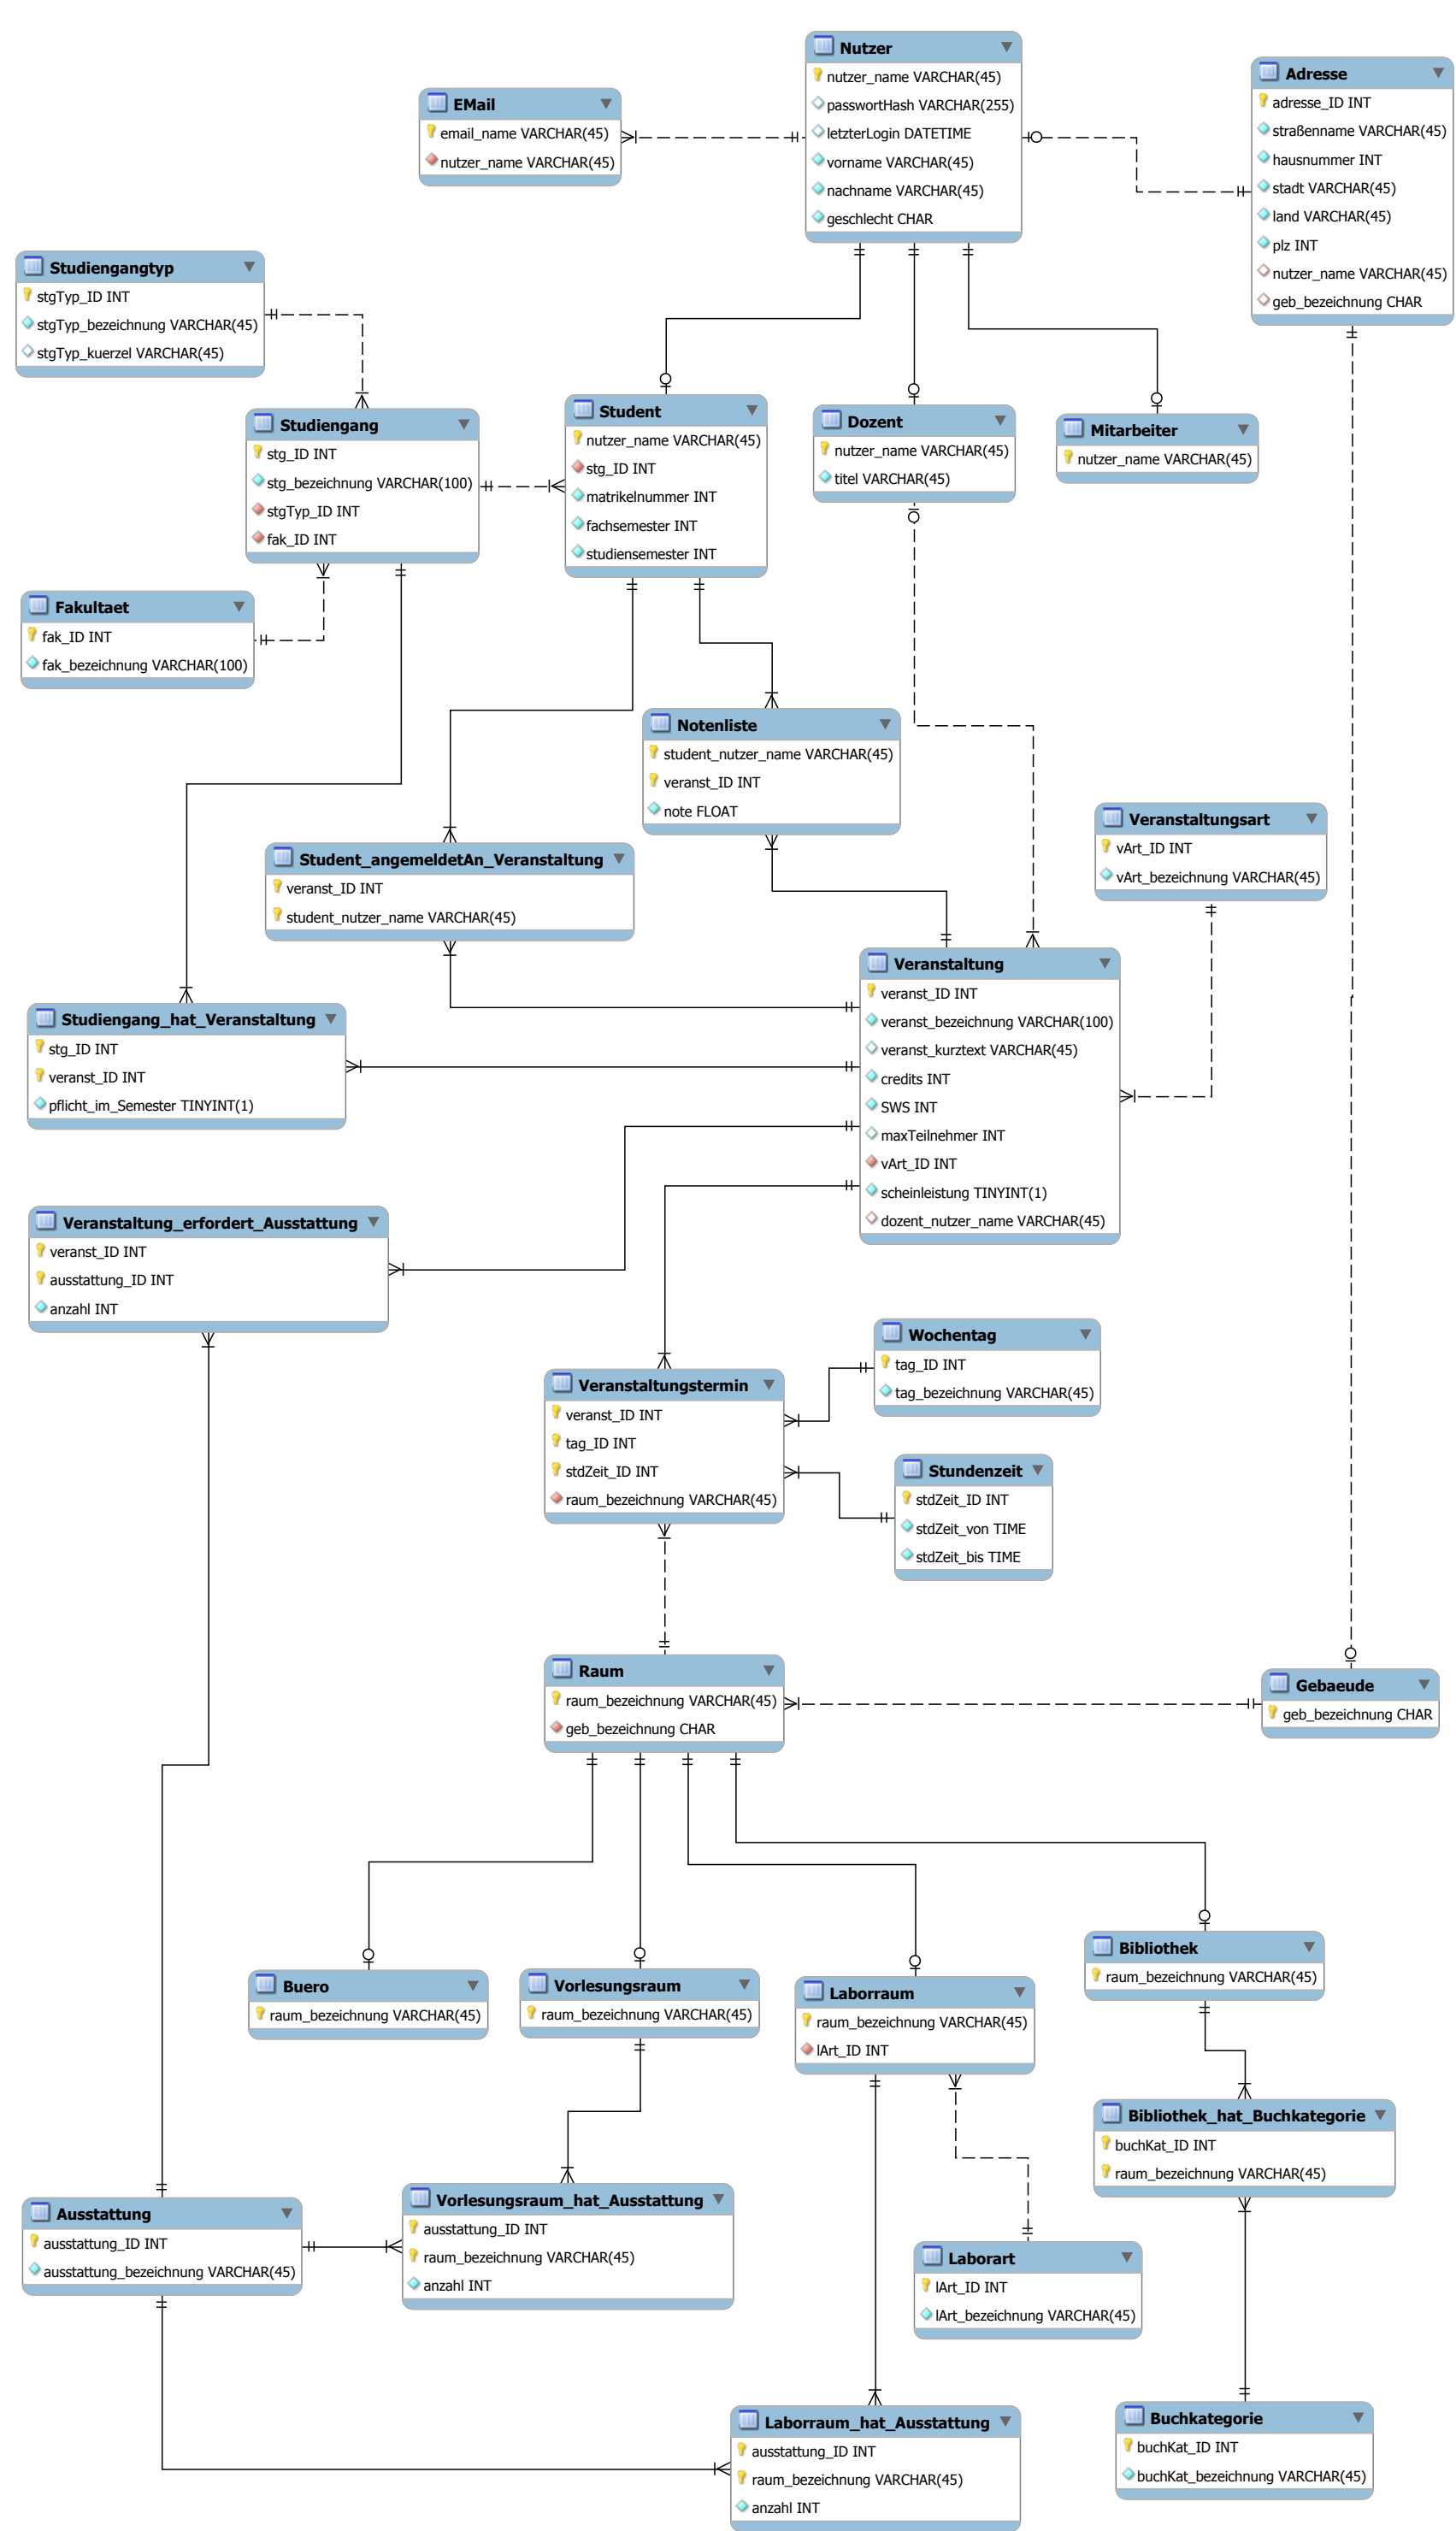 Nutzer
nutzer_name VARCHAR(45)
passwortHash VARCHAR(255)
letzterLogin DATETIME
vorname VARCHAR(45)
nachname VARCHAR(45)
geschlecht CHAR
Adresse
adresse_ID INT
straßenname VARCHAR(45)
hausnummer INT
stadt VARCHAR(45)
land VARCHAR(45)
plz INT
nutzer_name VARCHAR(45)
geb_bezeichnung CHAR
EMail
email_name VARCHAR(45)
nutzer_name VARCHAR(45)
Studiengangtyp
stgTyp_ID INT
stgTyp_bezeichnung VARCHAR(45)
stgTyp_kuerzel VARCHAR(45)
Studiengang
stg_ID INT
stg_bezeichnung VARCHAR(100)
stgTyp_ID INT
fak_ID INT
Student
nutzer_name VARCHAR(45)
stg_ID INT
matrikelnummer INT
fachsemester INT
studiensemester INT
Dozent
nutzer_name VARCHAR(45)
titel VARCHAR(45)
Mitarbeiter
nutzer_name VARCHAR(45)
Fakultaet
fak_ID INT
fak_bezeichnung VARCHAR(100)
Notenliste
student_nutzer_name VARCHAR(45)
veranst_ID INT
note FLOAT
Veranstaltungsart
vArt_ID INT
vArt_bezeichnung VARCHAR(45)
Student_angemeldetAn_Veranstaltung
veranst_ID INT
student_nutzer_name VARCHAR(45)
Veranstaltung
veranst_ID INT
veranst_bezeichnung VARCHAR(100)
veranst_kurztext VARCHAR(45)
credits INT
SWS INT
maxTeilnehmer INT
vArt_ID INT
scheinleistung TINYINT(1)
dozent_nutzer_name VARCHAR(45)
Studiengang_hat_Veranstaltung
stg_ID INT
veranst_ID INT
pflicht_im_Semester TINYINT(1)
Veranstaltung_erfordert_Ausstattung
veranst_ID INT
ausstattung_ID INT
anzahl INT
Wochentag
tag_ID INT
tag_bezeichnung VARCHAR(45)
Veranstaltungstermin
veranst_ID INT
tag_ID INT
stdZeit_ID INT
raum_bezeichnung VARCHAR(45)
Stundenzeit
stdZeit_ID INT
stdZeit_von TIME
stdZeit_bis TIME
Raum
raum_bezeichnung VARCHAR(45)
geb_bezeichnung CHAR
Gebaeude
geb_bezeichnung CHAR
Buero
raum_bezeichnung VARCHAR(45)
Vorlesungsraum
raum_bezeichnung VARCHAR(45)
Laborraum
raum_bezeichnung VARCHAR(45)
lArt_ID INT
Bibliothek
raum_bezeichnung VARCHAR(45)
Bibliothek_hat_Buchkategorie
buchKat_ID INT
raum_bezeichnung VARCHAR(45)
Ausstattung
ausstattung_ID INT
ausstattung_bezeichnung VARCHAR(45)
Vorlesungsraum_hat_Ausstattung
ausstattung_ID INT
raum_bezeichnung VARCHAR(45)
anzahl INT
Laborart
lArt_ID INT
lArt_bezeichnung VARCHAR(45)
Laborraum_hat_Ausstattung
ausstattung_ID INT
raum_bezeichnung VARCHAR(45)
anzahl INT
Buchkategorie
buchKat_ID INT
buchKat_bezeichnung VARCHAR(45)